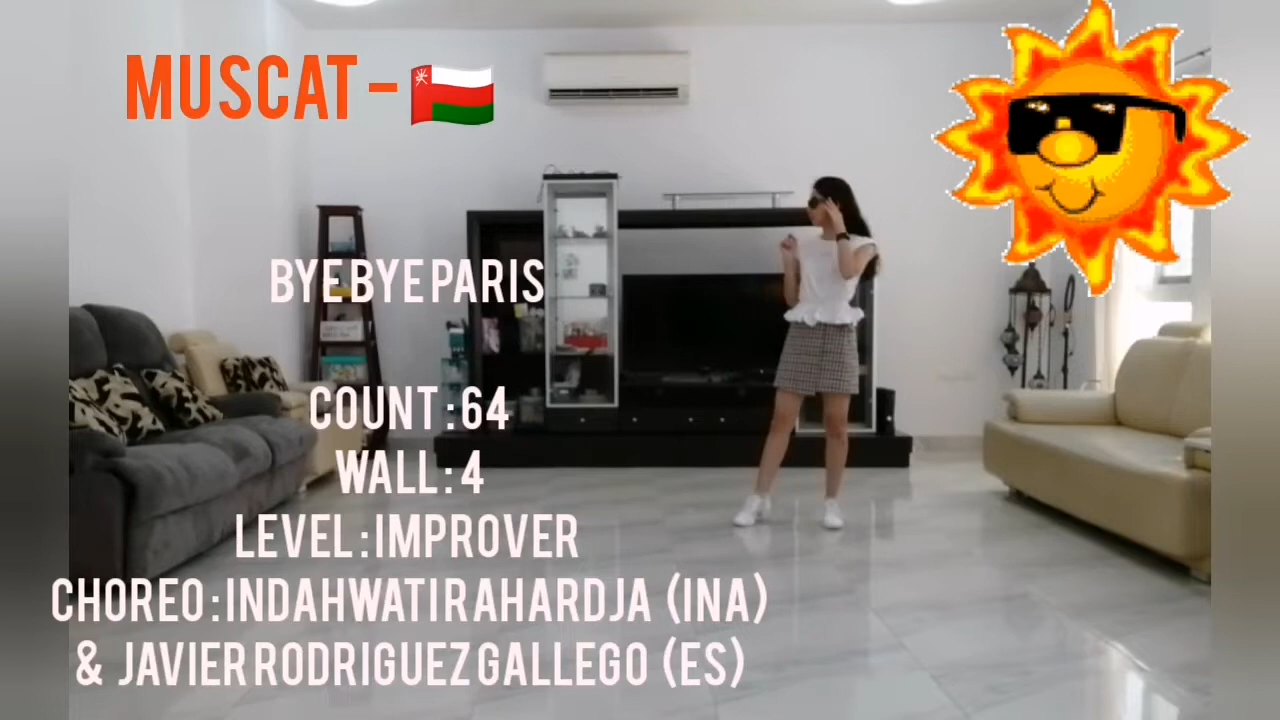 MUSCAT - 🇴🇲
BYE BYE PARIS
COUNT : 64
WALL : 4
LEVEL : IMPROVER
CHOREO : INDAHWATI RAHARDJA (INA)
& JAVIER RODRIGUEZ GALLEGO (ES)